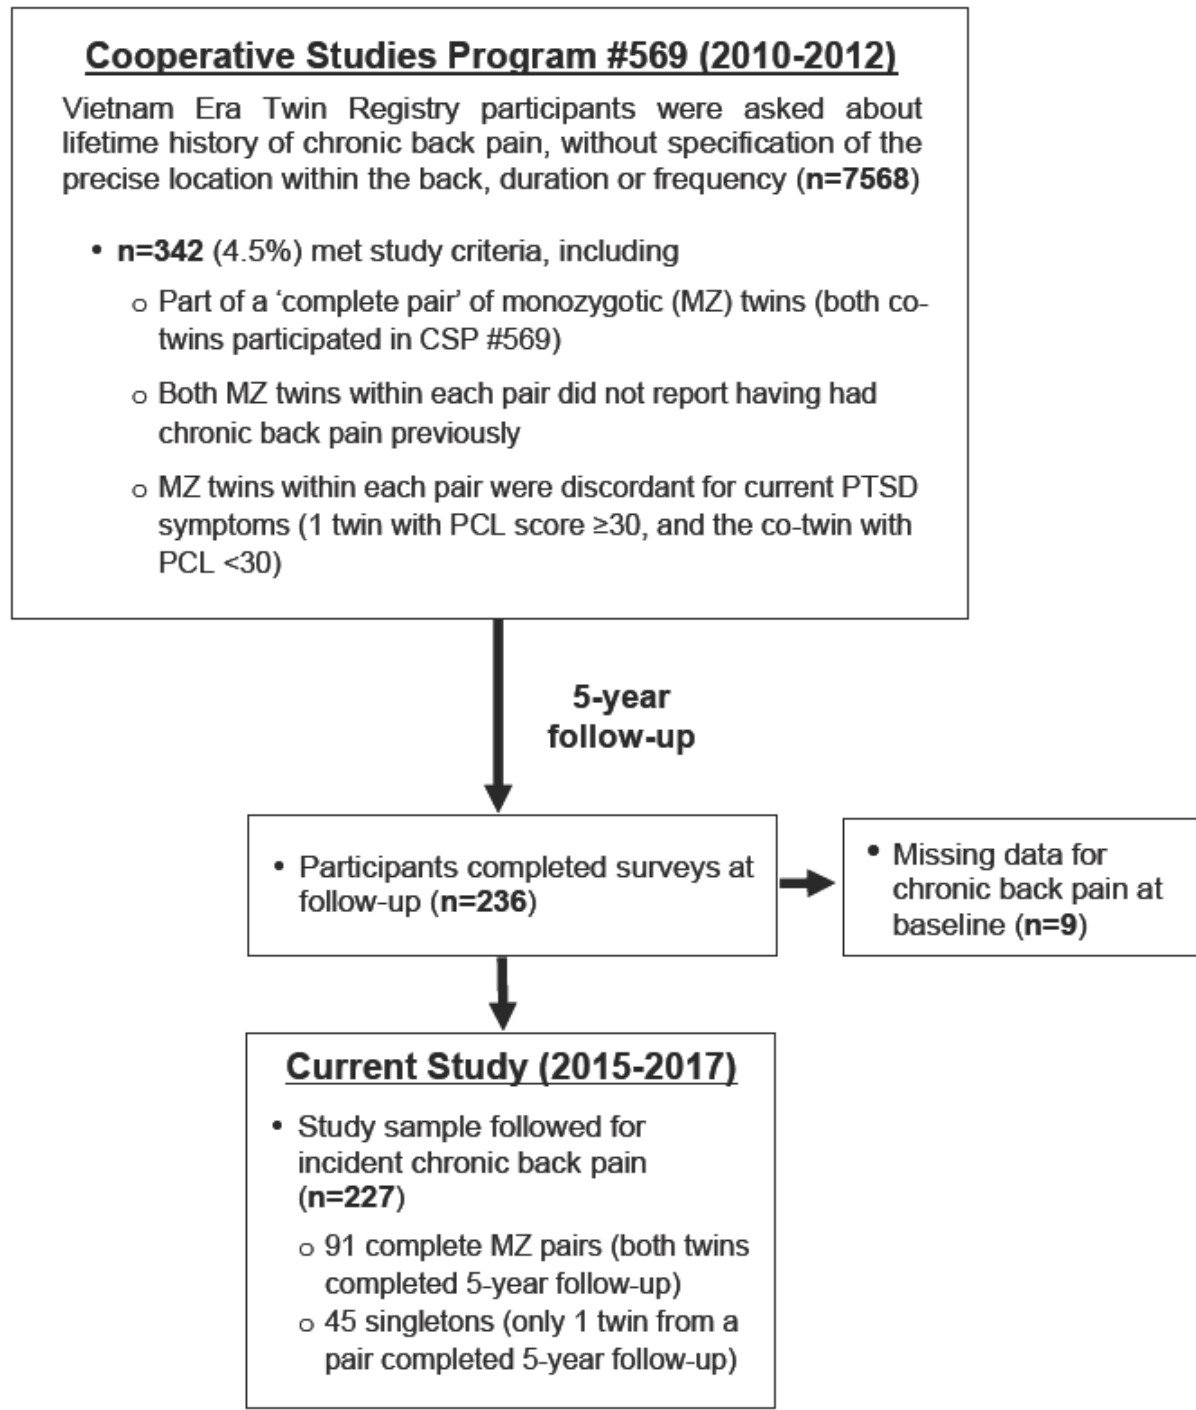 Cooperative Studies Program #569 (2010-2012)
Vietnam Era Twin Registry participants were asked about
lifetime history of chronic back pain, without specification of the
precise location within the back, duration or frequency (n=7568)
• n=342 (4.5%) met study criteria, including
o Part of a ‘complete pair’ of monozygotic (MZ) twins (both co-
twins participated in CSP #569)
o Both MZ twins within each pair did not report having had
chronic back pain previously
o MZ twins within each pair were discordant for current PTSD
symptoms (1 twin with PCL score ≥30, and the co-twin with
PCL <30)
5-year
follow-up
• Participants completed surveys at
follow-up (n=236)
• Missing data for
chronic back pain at
baseline (n=9)
Current Study (2015-2017)
• Study sample followed for
incident chronic back pain
(n=227)
o 91 complete MZ pairs (both twins
completed 5-year follow-up)
o 45 singletons (only 1 twin from a
pair completed 5-year follow-up)